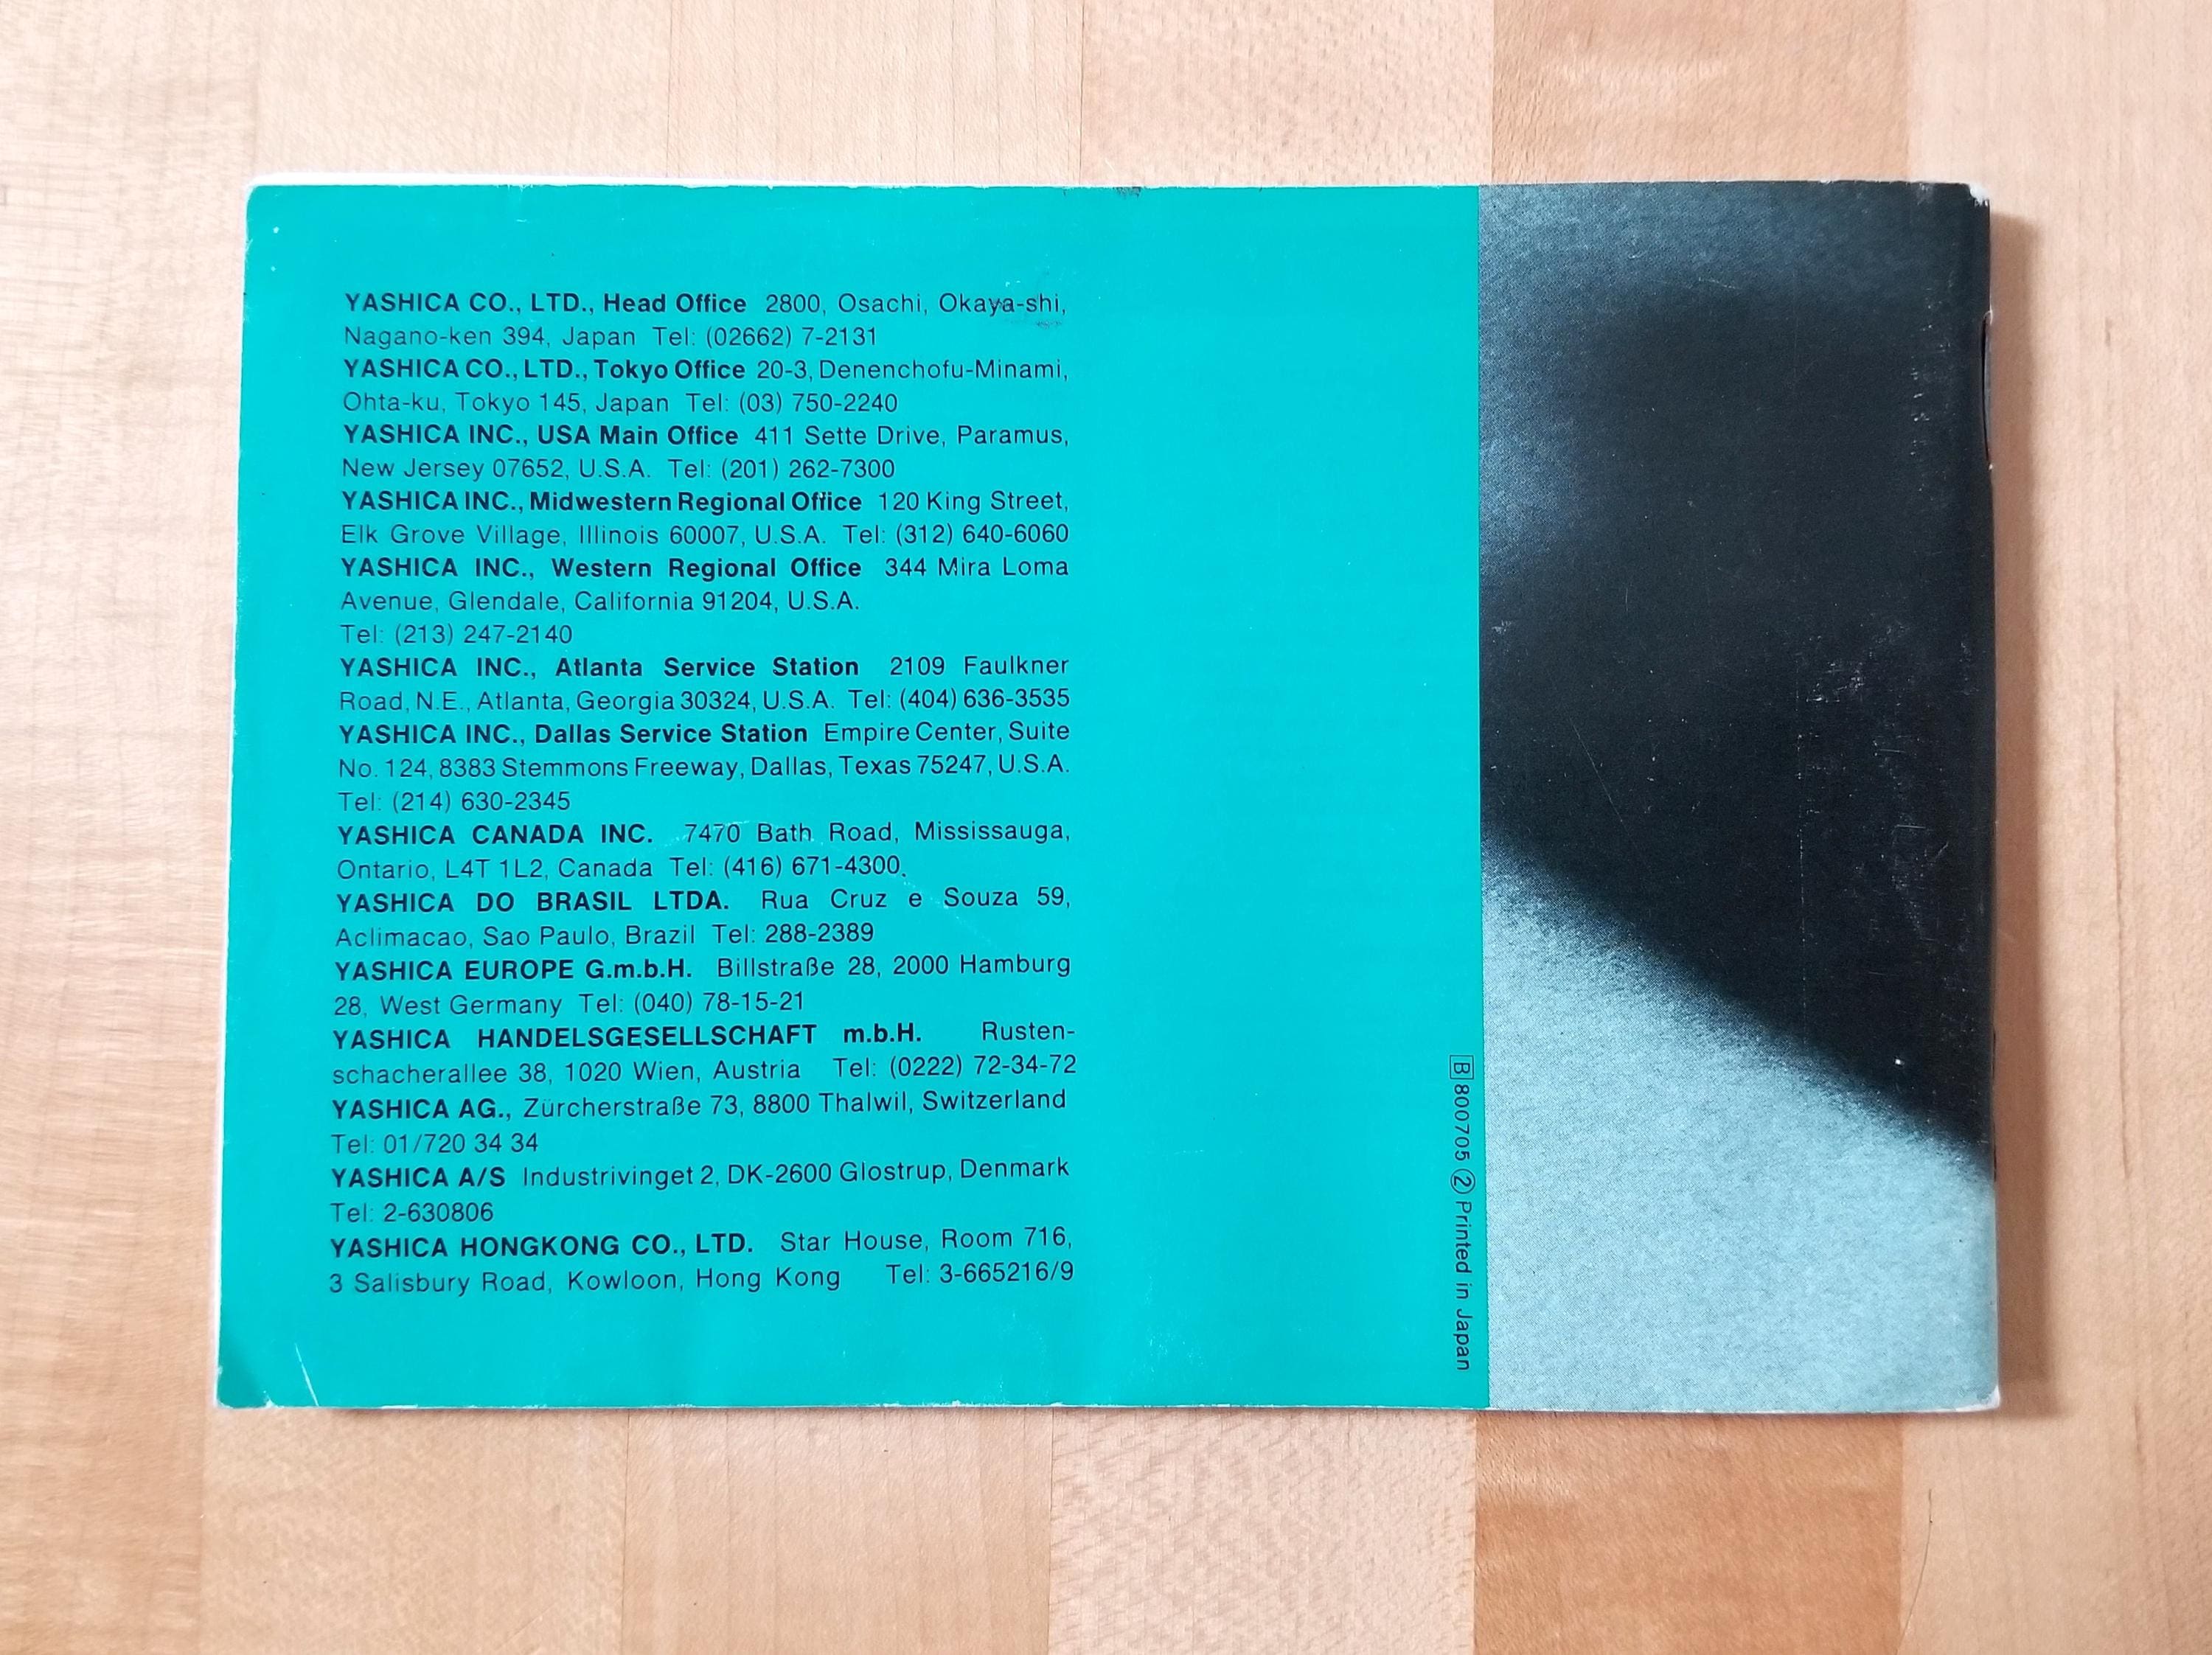 YASHICA CO., LTD., Head Office 2800, Osachi, Okaya-shi,
Nagano-ken 394, Japan Tel: (02662) 7-2131
YASHICA CO., LTD., Tokyo Office 20-3, Denenchofu-Minami,
Ohta-ku, Tokyo 145, Japan Tel: (03) 750-2240
YASHICA INC., USA Main Office 411 Sette Drive, Paramus,
New Jersey 07652, U.S.A. Tel: (201) 262-7300
YASHICA INC., Midwestern Regional Office 120 King Street,
Elk Grove Village, Illinois 60007, U.S.A. Tel: (312) 640-6060
YASHICA INC., Western Regional Office 344 Mira Loma
Avenue, Glendale, California 91204, U.S.A.
Tel: (213) 247-2140
YASHICA INC., Atlanta Service Station 2109 Faulkner
Road, N.E., Atlanta, Georgia 30324, U.S.A. Tel: (404) 636-3535
YASHICA INC., Dallas Service Station Empire Center, Suite
No. 124, 8383 Stemmons Freeway, Dallas, Texas 75247, U.S.A.
Tel: (214) 630-2345
YASHICA CANADA INC. 7470 Bath Road, Mississauga,
Ontario, L4T 1L2, Canada Tel: (416) 671-4300.
YASHICA DO BRASIL LTDA. Rua Cruz e Souza 59,
Aclimacao, Sao Paulo, Brazil Tel: 288-2389
YASHICA EUROPE G.m.b.H. Billstraße 28, 2000 Hamburg
28, West Germany Tel: (040) 78-15-21
YASHICA HANDELSGESELLSCHAFT m.b.H. Rusten-
schacherallee 38, 1020 Wien, Austria Tel: (0222) 72-34-72
YASHICA AG., Zürcherstraße 73, 8800 Thalwil, Switzerland
Tel: 01/720 34 34
YASHICA A/S Industrivinget 2, DK-2600 Glostrup, Denmark
Tel: 2-630806
YASHICA HONGKONG CO., LTD. Star House, Room 716,
3 Salisbury Road, Kowloon, Hong Kong Tel: 3-665216/9
B 800705 ② Printed in Japan